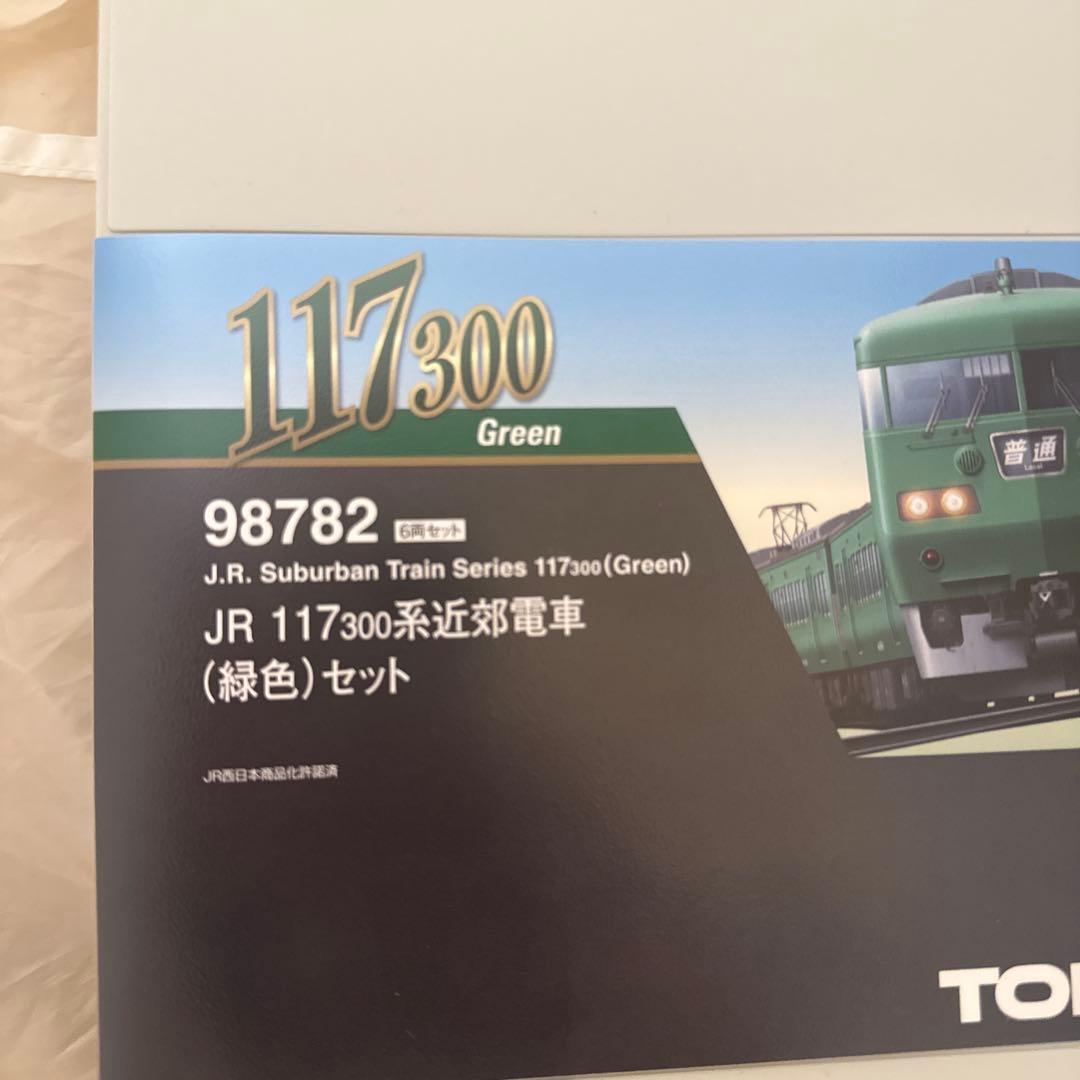 117300
Green
98782 6両セット
J.R. Suburban Train Series 117300(Green)
JR 117300系近郊電車
(緑色)セット
JR西日本商品化許諾済
普通
Local
TO